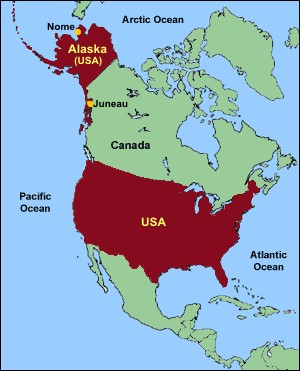 Arctic Ocean
Nome
Alaska
(USA)
Juneau
Canada
Pacific
Ocean
USA
Atlantic
Ocean